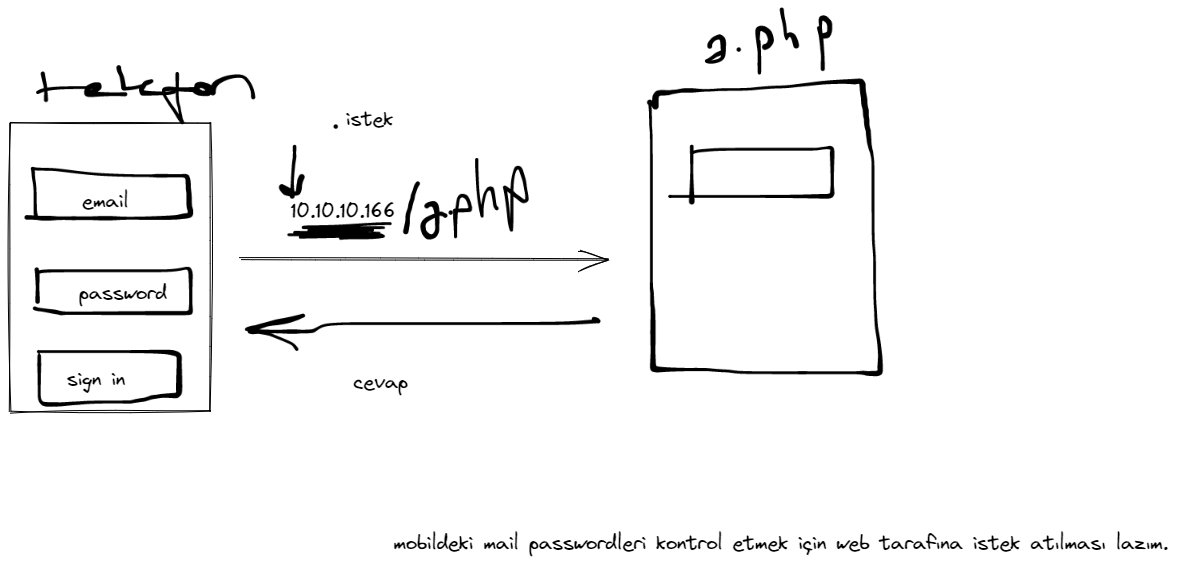 telefon
a.php
. istek
10.10.10.166/a.php
email
password
sign in
cevap
mobildeki mail passwordleri kontrol etmek için web tarafına istek atılması lazım.